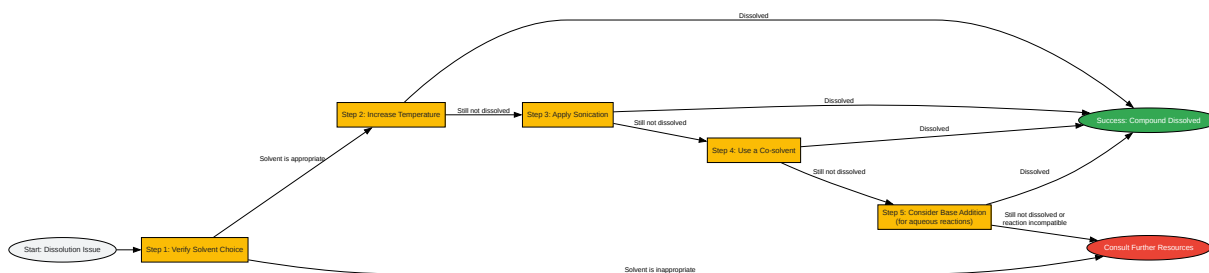 Dissolved
Step 2: Increase Temperature
Still not dissolved
Step 3: Apply Sonication
Dissolved
Success: Compound Dissolved
Still not dissolved
Dissolved
Step 4: Use a Co-solvent
Solvent is appropriate
Still not dissolved
Dissolved
Step 5: Consider Base Addition
(for aqueous reactions)
Still not dissolved or
reaction incompatible
Start: Dissolution Issue
Step 1: Verify Solvent Choice
Consult Further Resources
Solvent is inappropriate